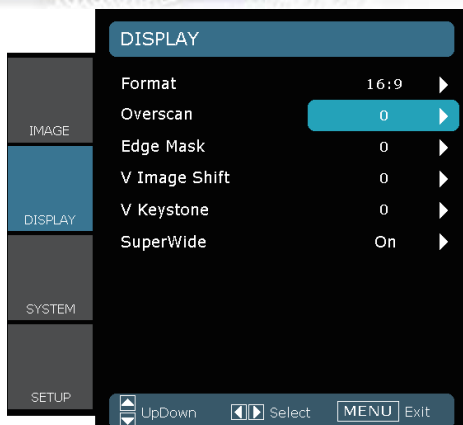 DISPLAY
Format 16:9
Overscan 0
Edge Mask 0
V Image Shift 0
V Keystone 0
SuperWide On
IMAGE
DISPLAY
SYSTEM
SETUP
UpDown Select MENU Exit